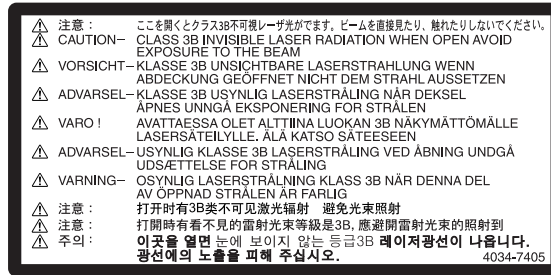 注意： ここを開くとクラス3B不可視レーザ光がでます。ビームを直接見たり、触れたりしないでください。
CAUTION– CLASS 3B INVISIBLE LASER RADIATION WHEN OPEN AVOID
EXPOSURE TO THE BEAM
VORSICHT– KLASSE 3B UNSICHTBARE LASERSTRAHLUNG WENN
ABDECKUNG GEÖFFNET NICHT DEM STRAHL AUSSETZEN
ADVARSEL– KLASSE 3B USYNLIG LASERSTRÅLING NÅR DEKSEL
ÅPNES UNNGÅ EKSPONERING FOR STRÅLEN
VARO ! AVATTAESSA OLET ALTTIINA LUOKAN 3B NÄKYMÄTTÖMÄLLE
LASERSÄTEILYLLE. ÄLÄ KATSO SÄTEESEEN
ADVARSEL– USYNLIG KLASSE 3B LASERSTRÅLING VED ÅBNING UNDGÅ
UDSÆTTELSE FOR STRÅLING
VARNING– OSYNLIG LASERSTRÅLNING KLASS 3B NÄR DENNA DEL
AV ÖPPNAD STRÅLEN ÄR FARLIG
注意： 打开时有3B类不可见激光辐射 避免光束照射
注意： 打開時有看不見的雷射光束等級是3B, 應避開雷射光束的照射到
주의 : 이곳을 열면 눈에 보이지 않는 등급3B 레이저광선이 나옵니다.
광선에의 노출을 피해 주십시오.
4034-7405